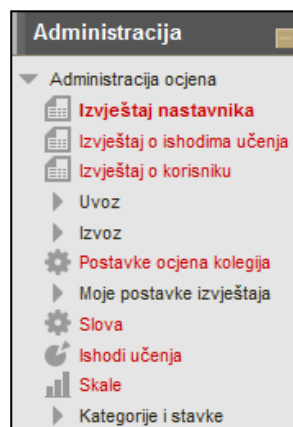 Administracija
Administracija ocjena
Izvještaj nastavnika
Izvještaj o ishodima učenja
Izvještaj o korisniku
Uvoz
Izvoz
Postavke ocjena kolegija
Moje postavke izvještaja
Slova
Ishodi učenja
Skale
Kategorije i stavke